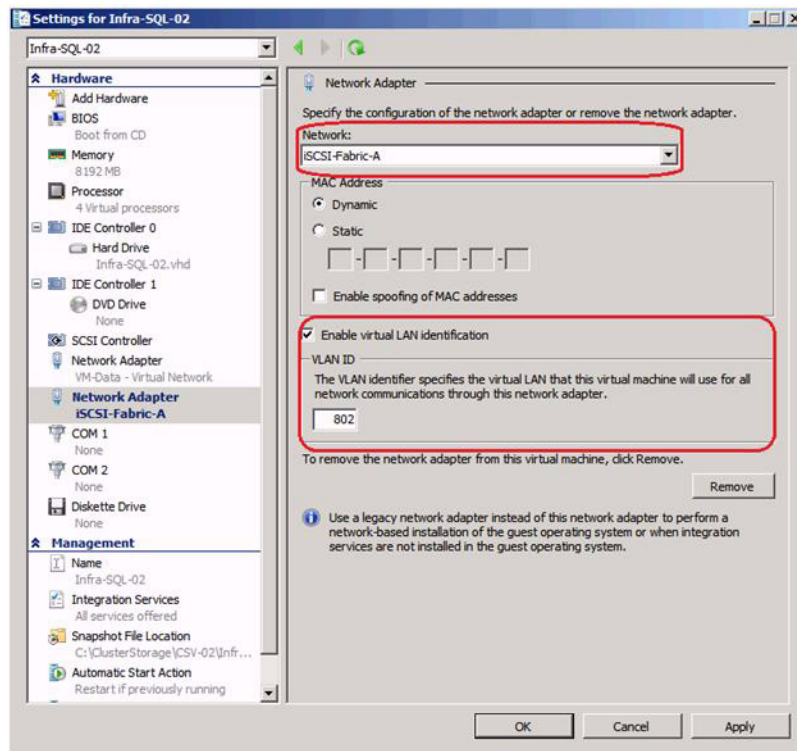 Settings for Infra-SQL-02
Infra-SQL-02
Hardware
Add Hardware
BIOS
Boot from CD
Memory
8192 MB
Processor
4 Virtual processors
IDE Controller 0
Hard Drive
Infra-SQL-02.vhd
IDE Controller 1
DVD Drive
None
SCSI Controller
Network Adapter
VM-Data - Virtual Network
Network Adapter
iSCSI-Fabric-A
COM 1
None
COM 2
None
Diskette Drive
None
Management
Name
Infra-SQL-02
Integration Services
All services offered
Snapshot File Location
C:\ClusterStorage\CSV-02\Infr...
Automatic Start Action
Restart if previously running
Network Adapter
Specify the configuration of the network adapter or remove the network adapter.
Network:
iSCSI-Fabric-A
MAC Address
Dynamic
Static
- - - - -
Enable spoofing of MAC addresses
Enable virtual LAN identification
VLAN ID
The VLAN identifier specifies the virtual LAN that this virtual machine will use for all
network communications through this network adapter.
802
To remove the network adapter from this virtual machine, click Remove.
Remove
Use a legacy network adapter instead of this network adapter to perform a
network-based installation of the guest operating system or when integration
services are not installed in the guest operating system.
OK Cancel Apply